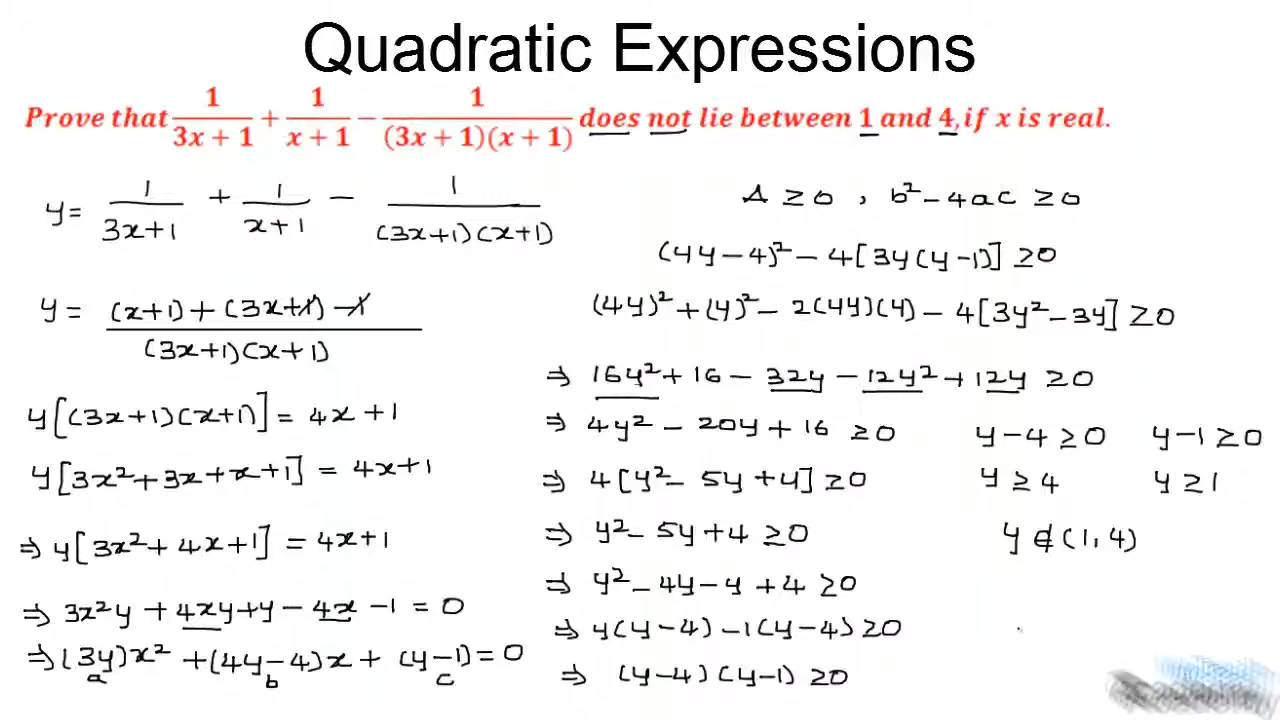 Quadratic Expressions
Prove that 1/(3x + 1) + 1/(x + 1) − 1/((3x + 1)(x + 1)) does not lie between 1 and 4, if x is real.
y = 1/(3x+1) + 1/(x+1) − 1/((3x+1)(x+1))
y = ((x+1) + (3x+1) − 1)/((3x+1)(x+1))
y[(3x+1)(x+1)] = 4x+1
y[3x²+3x+x+1] = 4x+1
⇒ y[3x²+4x+1] = 4x+1
⇒ 3x²y + 4xy + y − 4x − 1 = 0
⇒ (3y)x² + (4y−4)x + (y−1) = 0
a b c
Δ ≥ 0 , b² − 4ac ≥ 0
(4y−4)² − 4[3y(y−1)] ≥ 0
(4y)² + (4)² − 2(4y)(4) − 4[3y² − 3y] ≥ 0
⇒ 16y² + 16 − 32y − 12y² + 12y ≥ 0
⇒ 4y² − 20y + 16 ≥ 0
⇒ 4[y² − 5y + 4] ≥ 0
⇒ y² − 5y + 4 ≥ 0
⇒ y² − 4y − y + 4 ≥ 0
⇒ y(y−4) − 1(y−4) ≥ 0
⇒ (y−4)(y−1) ≥ 0
y−4 ≥ 0 y−1 ≥ 0
y ≥ 4 y ≥ 1
y ∉ (1, 4)